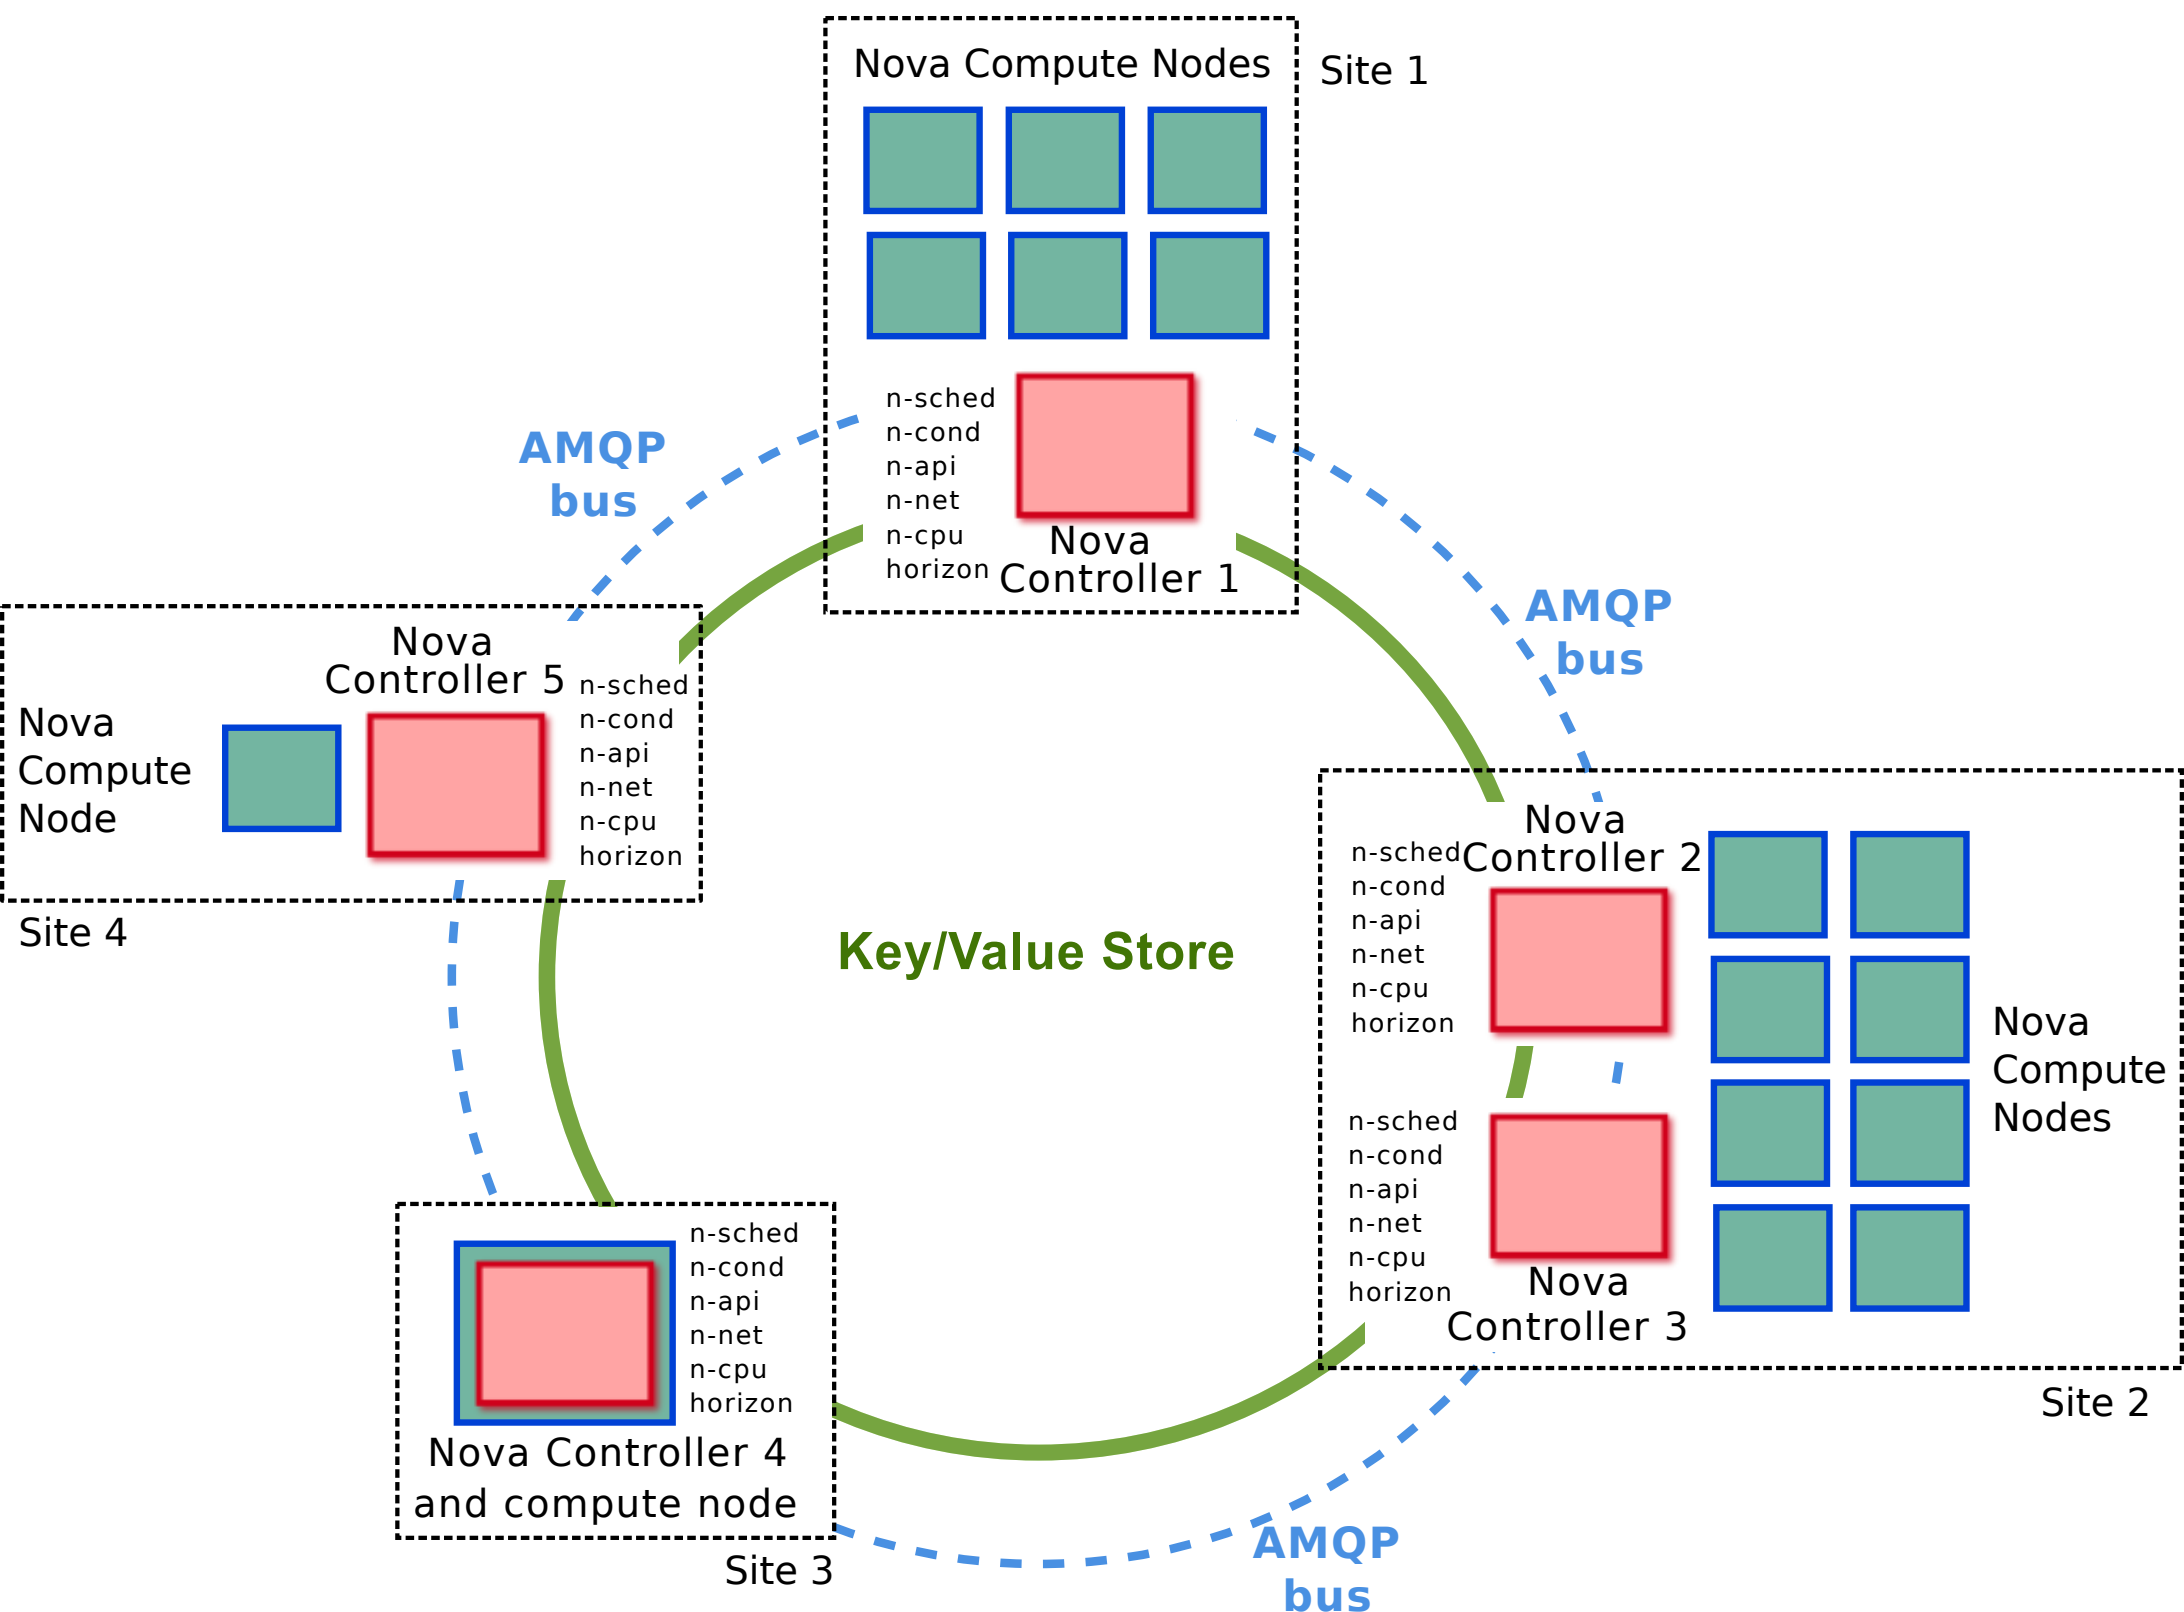 Nova Compute Nodes
Site 1
n-sched
n-cond
n-api
n-net
n-cpu
horizon
Nova
Controller 1
AMQP
bus
AMQP
bus
Nova
Controller 5
n-sched
n-cond
n-api
n-net
n-cpu
horizon
Nova
Compute
Node
Site 4
Key/Value Store
Nova
Controller 2
n-sched
n-cond
n-api
n-net
n-cpu
horizon
Nova
Compute
Nodes
n-sched
n-cond
n-api
n-net
n-cpu
horizon
Nova
Controller 3
Site 2
n-sched
n-cond
n-api
n-net
n-cpu
horizon
Nova Controller 4
and compute node
Site 3
AMQP
bus